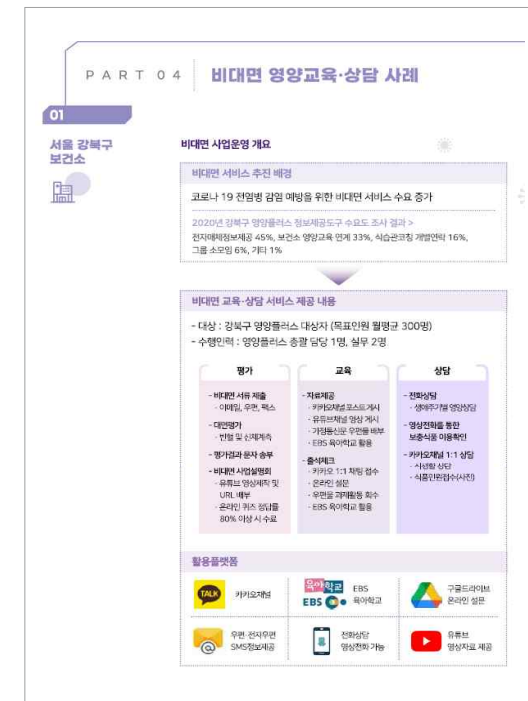 PART 04 비대면 영양교육·상담 사례
01
서울 강북구
보건소
비대면 사업운영 개요
비대면 서비스 추진 배경
코로나 19 전염병 감염 예방을 위한 비대면 서비스 수요 증가
2020년 강북구 영양플러스 정보제공도구 수요도 조사 결과 >
전자매체정보제공 45%, 보건소 영양교육 연계 33%, 식습관코칭 개별연락 16%,
그룹 소모임 6%, 기타 1%
비대면 교육·상담 서비스 제공 내용
- 대상 : 강북구 영양플러스 대상자 (목표인원 월평균 300명)
- 수행인력 : 영양플러스 총괄 담당 1명, 실무 2명
평가
- 비대면 서류 제출
· 이메일, 우편, 팩스
- 대면평가
· 빈혈 및 신체계측
- 평가결과 문자 송부
- 비대면 사업설명회
· 유튜브 영상제작 및
URL 배부
· 온라인 퀴즈 정답률
80% 이상 시 수료
교육
- 자료제공
· 카카오채널 포스트 게시
· 유튜브채널 영상 게시
· 가정통신문 우편물 배부
· EBS 육아학교 활용
- 출석체크
· 카카오 1:1 채팅 접수
· 온라인 설문
· 우편물 과제활동 회수
· EBS 육아학교 활용
상담
- 전화상담
· 생애주기별 영양상담
- 영상전화를 통한
보충식품 이용확인
- 카카오채널 1:1 상담
· 사진활 상담
· 식품민원접수(사진)
활용플랫폼
TALK
카카오채널
육아학교
EBS
EBS
육아학교
구글드라이브
온라인 설문
우편·전자우편
SMS정보제공
전화상담
영상전화 가능
유튜브
영상자료 제공